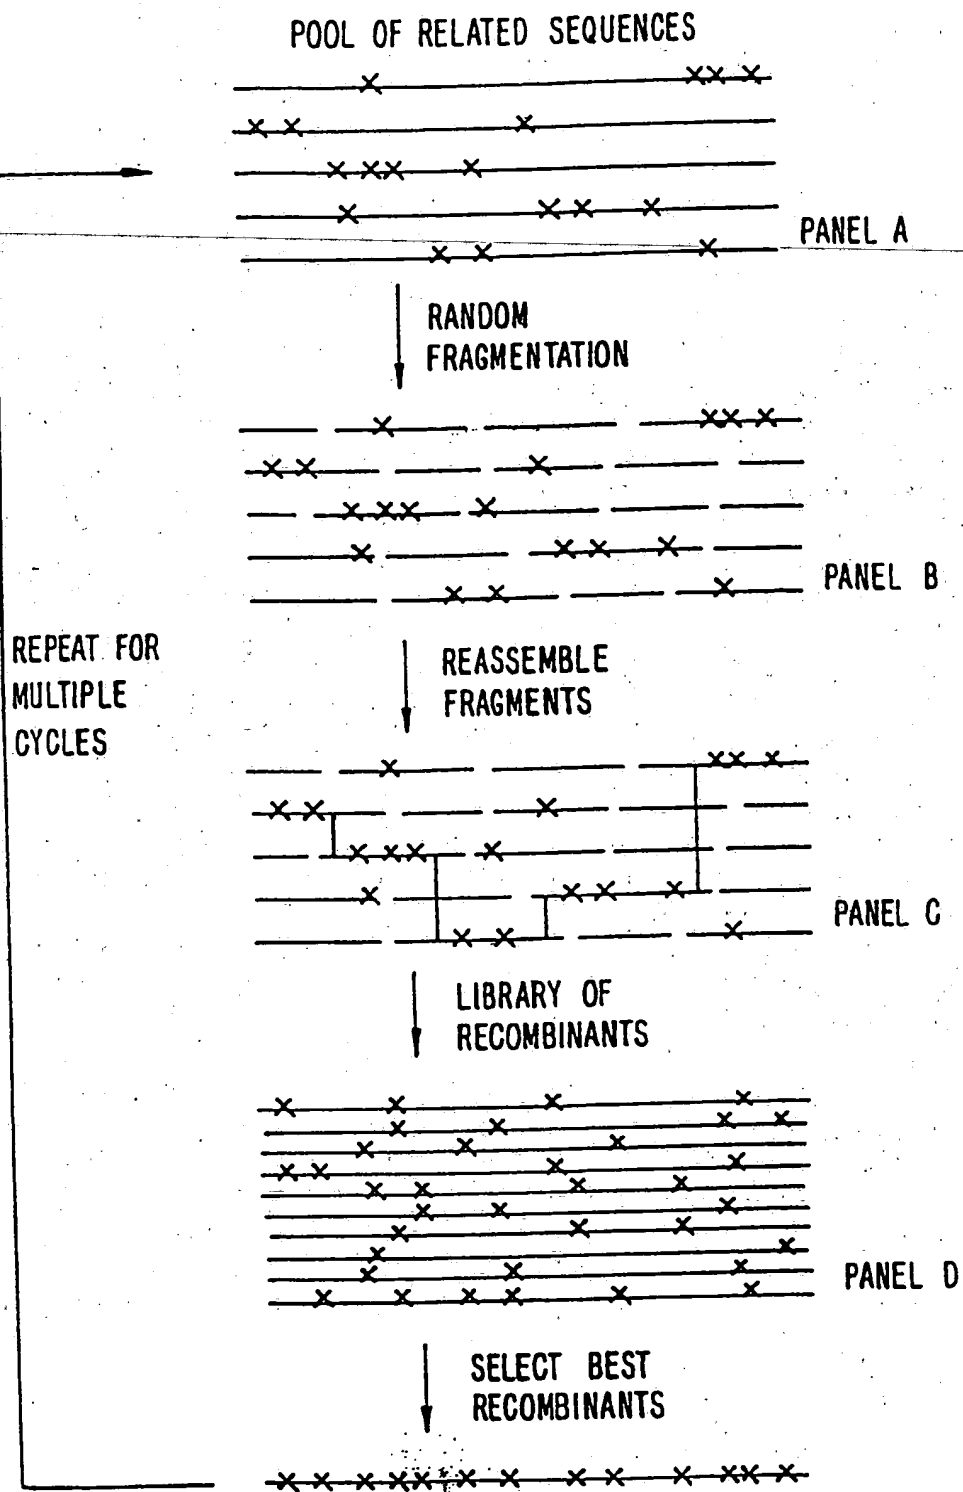 POOL OF RELATED SEQUENCES
PANEL A
RANDOM
FRAGMENTATION
PANEL B
REPEAT FOR
MULTIPLE
CYCLES
REASSEMBLE
FRAGMENTS
PANEL C
LIBRARY OF
RECOMBINANTS
PANEL D
SELECT BEST
RECOMBINANTS